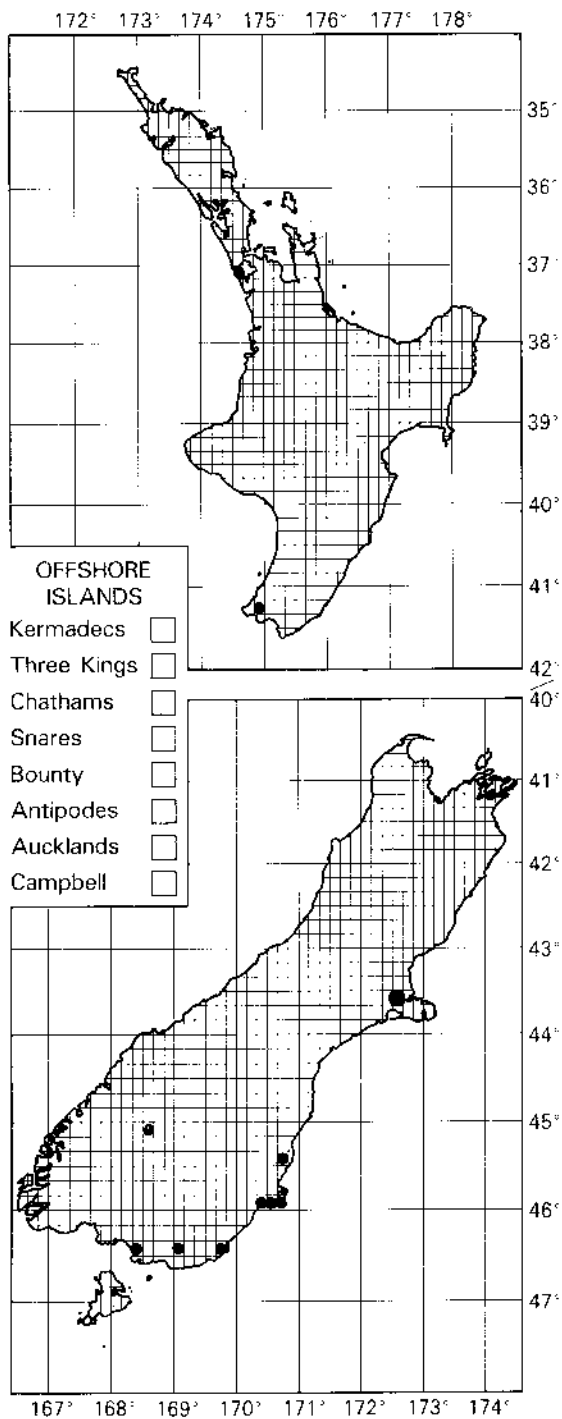 172° 173° 174° 175° 176° 177° 178°
35°
36°
37°
38°
39°
40°
41°
42°
OFFSHORE
ISLANDS
Kermadecs
Three Kings
Chathams
Snares
Bounty
Antipodes
Aucklands
Campbell
40°
41°
42°
43°
44°
45°
46°
47°
167° 168° 169° 170° 171° 172° 173° 174°